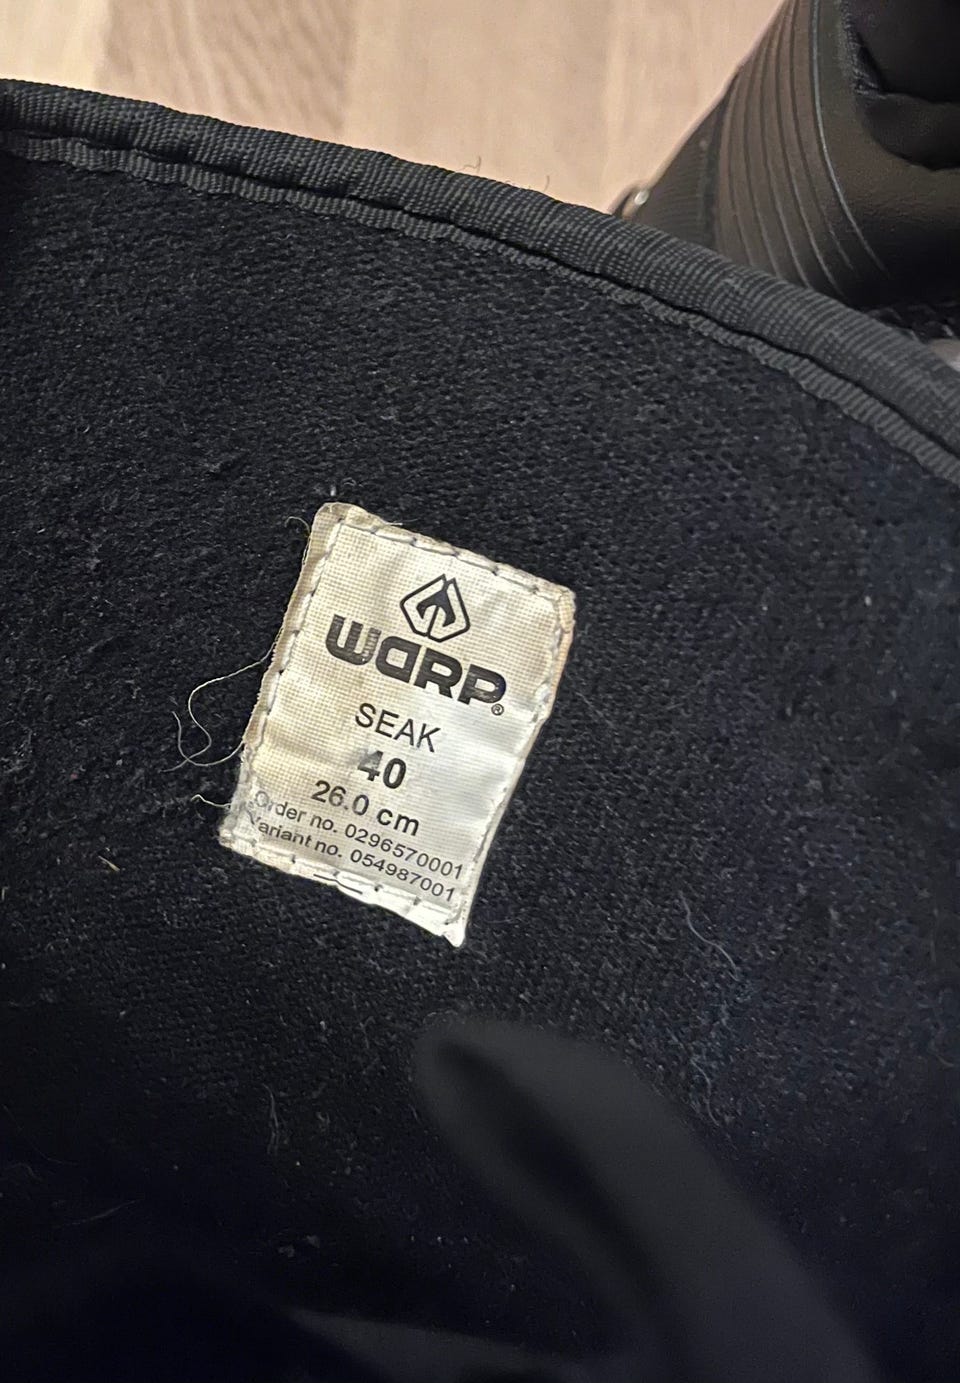 WARP®
SEAK
40
26.0 cm
Order no. 0296570001
Variant no. 054987001